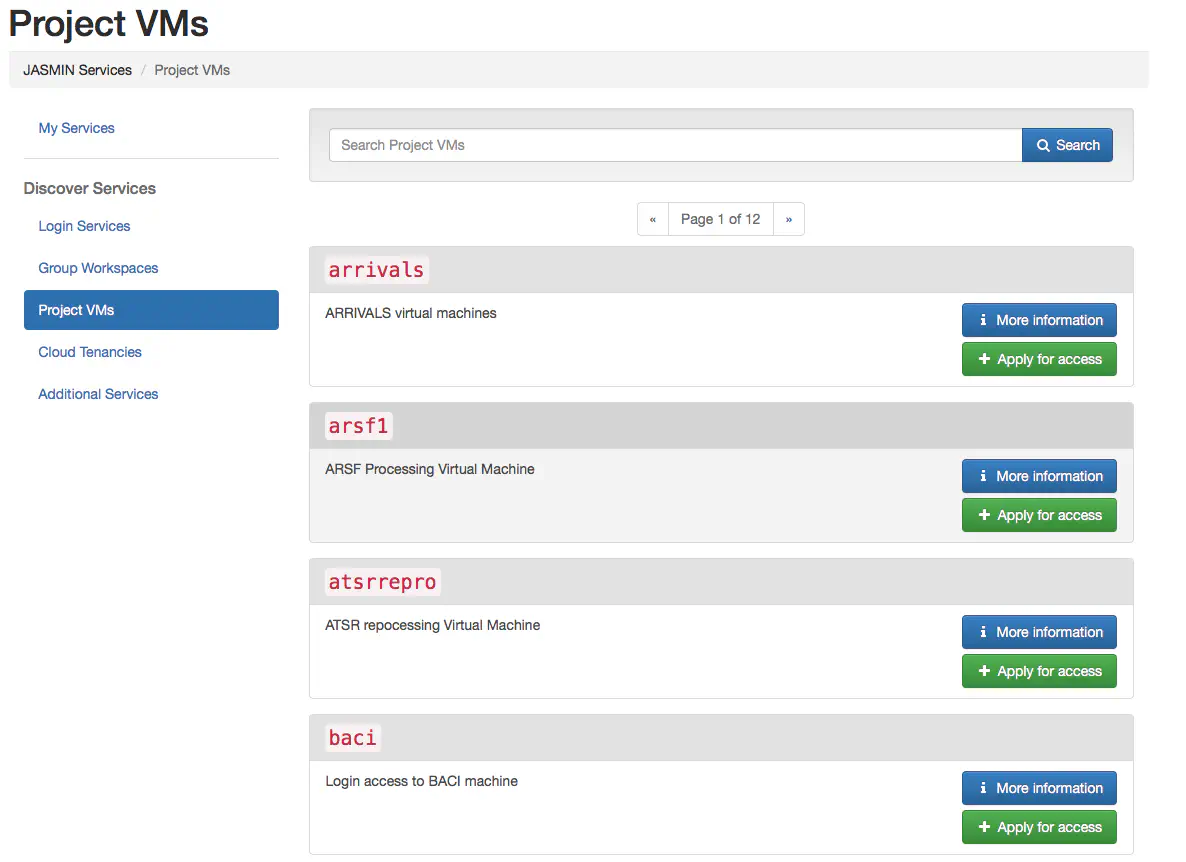 Project VMs
JASMIN Services / Project VMs
My Services
Discover Services
Login Services
Group Workspaces
Project VMs
Cloud Tenancies
Additional Services
Search Project VMs
Search
« Page 1 of 12 »
arrivals
ARRIVALS virtual machines
More information
Apply for access
arsf1
ARSF Processing Virtual Machine
More information
Apply for access
atsrrepro
ATSR repocessing Virtual Machine
More information
Apply for access
baci
Login access to BACI machine
More information
Apply for access